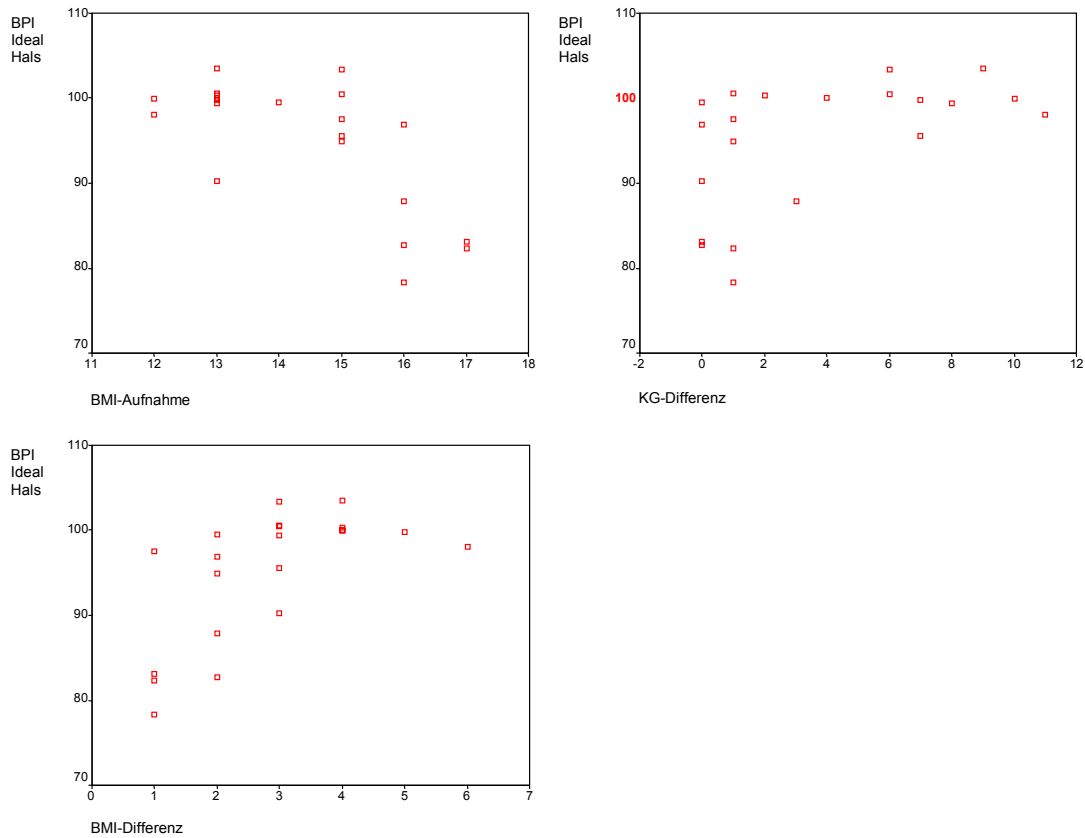 BPI
Ideal
Hals
110
100
90
80
70
11 12 13 14 15 16 17 18
BMI-Aufnahme
BPI
Ideal
Hals
110
100
90
80
70
-2 0 2 4 6 8 10 12
KG-Differenz
BPI
Ideal
Hals
110
100
90
80
70
0 1 2 3 4 5 6 7
BMI-Differenz